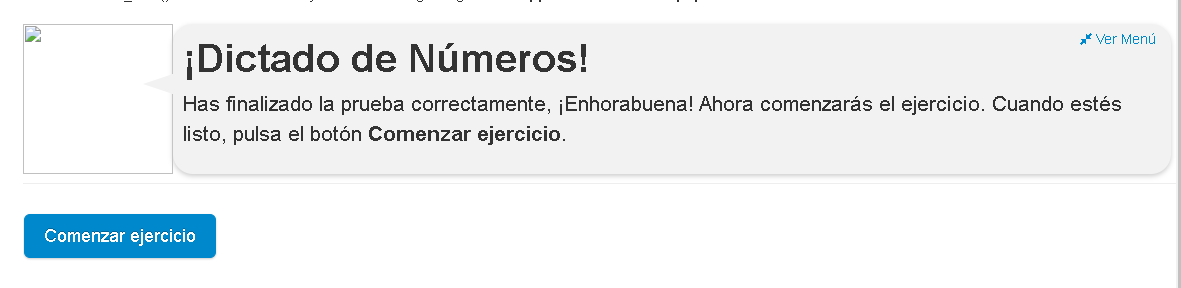 Ver Menú
¡Dictado de Números!
Has finalizado la prueba correctamente, ¡Enhorabuena! Ahora comenzarás el ejercicio. Cuando estés
listo, pulsa el botón Comenzar ejercicio.
Comenzar ejercicio